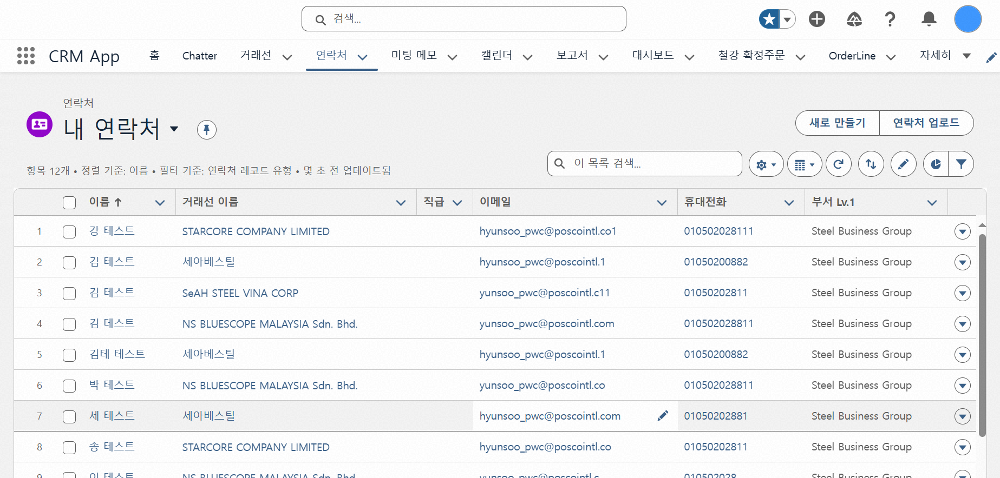 검색...
CRM App 홈 Chatter 거래선 연락처 미팅 메모 캘린더 보고서 대시보드 철강 확정주문 OrderLine 자세히
연락처
내 연락처
새로 만들기 연락처 업로드
항목 12개 • 정렬 기준: 이름 • 필터 기준: 연락처 레코드 유형 • 몇 초 전 업데이트됨
이 목록 검색...
이름 ↑ 거래선 이름 직급 이메일 휴대전화 부서 Lv.1
1 강 테스트 STARCORE COMPANY LIMITED hyunsoo_pwc@poscointl.co1 010502028111 Steel Business Group
2 김 테스트 세아베스틸 hyunsoo_pwc@poscointl.1 01050200882 Steel Business Group
3 김 테스트 SeAH STEEL VINA CORP yunsoo_pwc@poscointl.c11 01050202811 Steel Business Group
4 김 테스트 NS BLUESCOPE MALAYSIA Sdn. Bhd. yunsoo_pwc@poscointl.com 010502028811 Steel Business Group
5 김테 테스트 세아베스틸 hyunsoo_pwc@poscointl.1 01050200882 Steel Business Group
6 박 테스트 NS BLUESCOPE MALAYSIA Sdn. Bhd. yunsoo_pwc@poscointl.co 010502028811 Steel Business Group
7 세 테스트 세아베스틸 hyunsoo_pwc@poscointl.com 01050202881 Steel Business Group
8 송 테스트 STARCORE COMPANY LIMITED hyunsoo_pwc@poscointl.co 01050202811 Steel Business Group
9 이 테스트 NS BLUESCOPE MALAYSIA Sdn. Bhd. yunsoo_pwc@poscointl.c 010502028 Steel Business Group